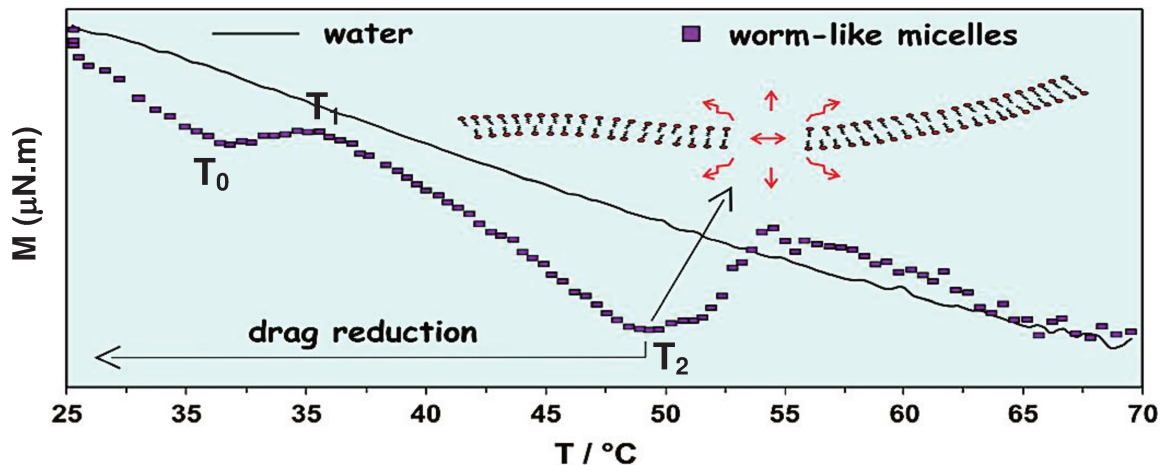 water
worm-like micelles
T₁
T₀
M (μN.m)
drag reduction
T₂
25 35 35 40 45 50 55 60 65 70
T / °C